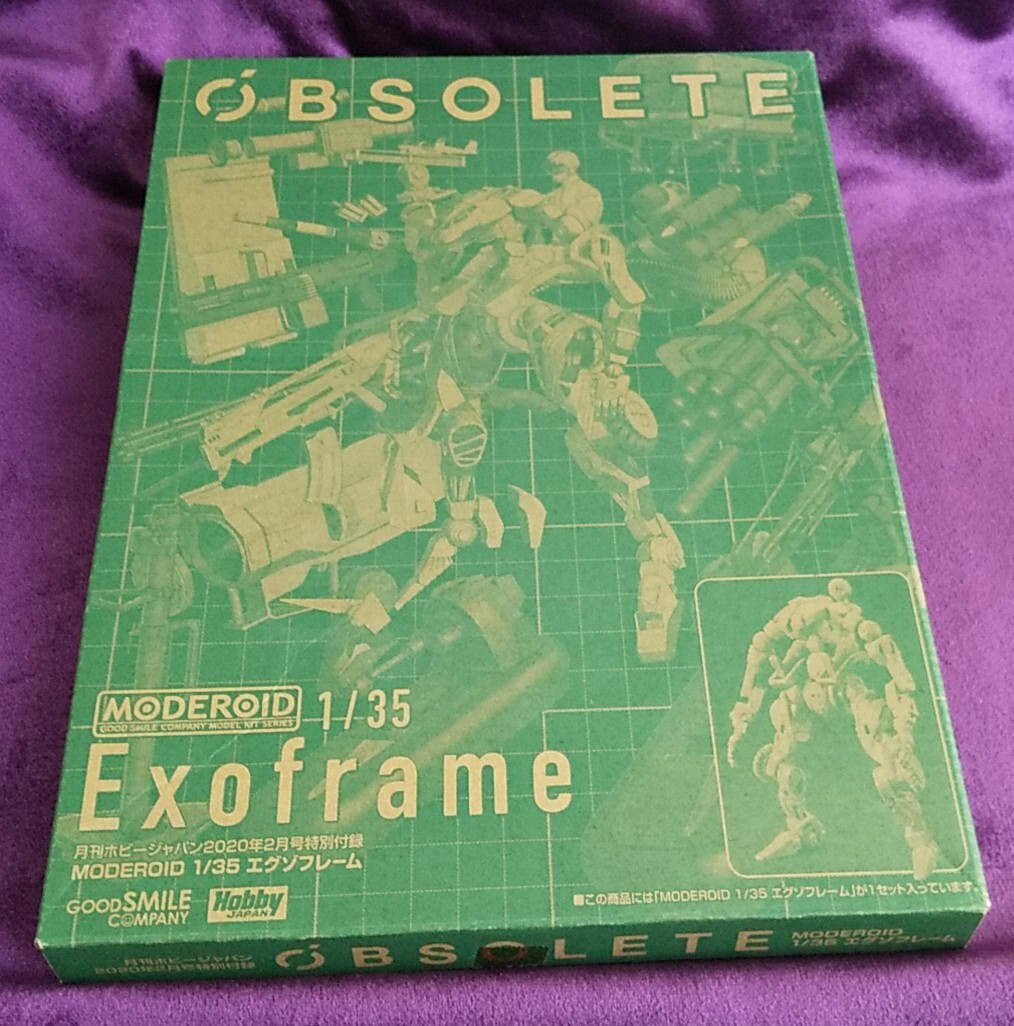 OBSOLETE
MODEROID 1/35
GOOD SMILE COMPANY MODEL KIT SERIES
Exoframe
月刊ホビージャパン2020年2月号特別付録
MODEROID 1/35 エグゾフレーム
GOOD SMILE COMPANY
Hobby JAPAN
■この商品には「MODEROID 1/35 エグゾフレーム」が1セット入っています。
月刊ホビージャパン
2020年2月号特別付録
OBSOLETE
MODEROID
1/35 エグゾフレーム